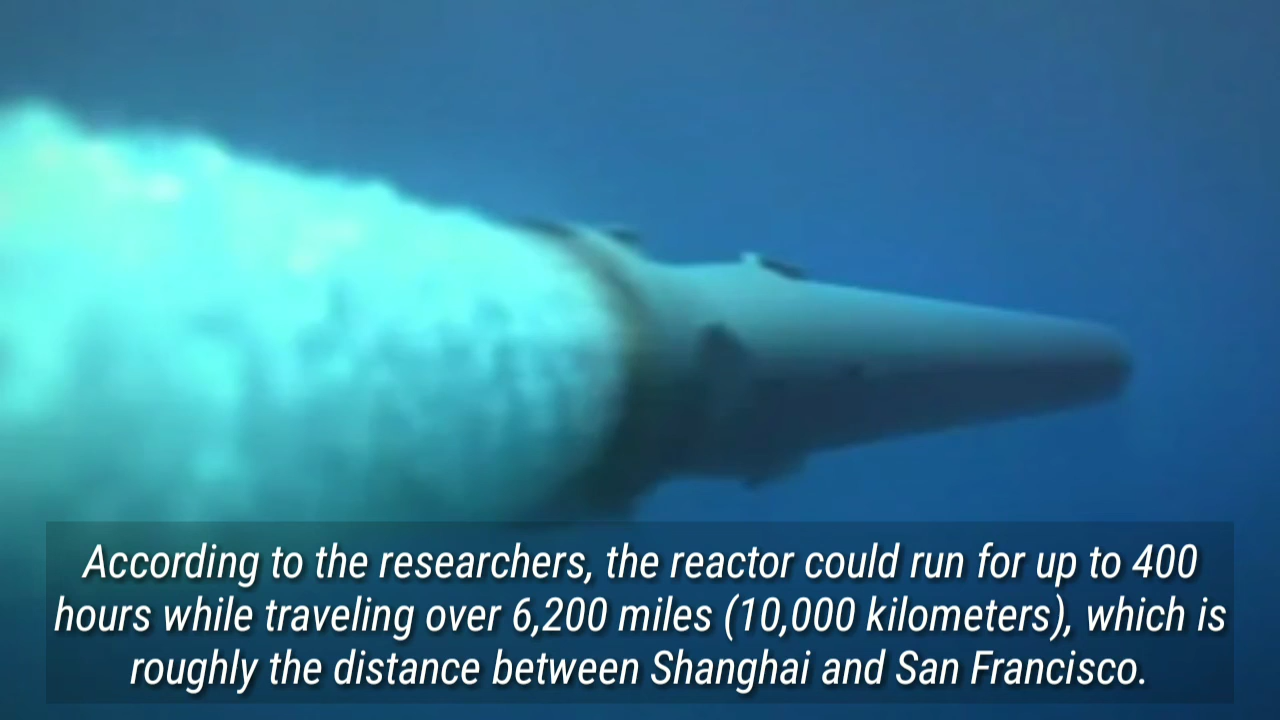 According to the researchers, the reactor could run for up to 400
hours while traveling over 6,200 miles (10,000 kilometers), which is
roughly the distance between Shanghai and San Francisco.